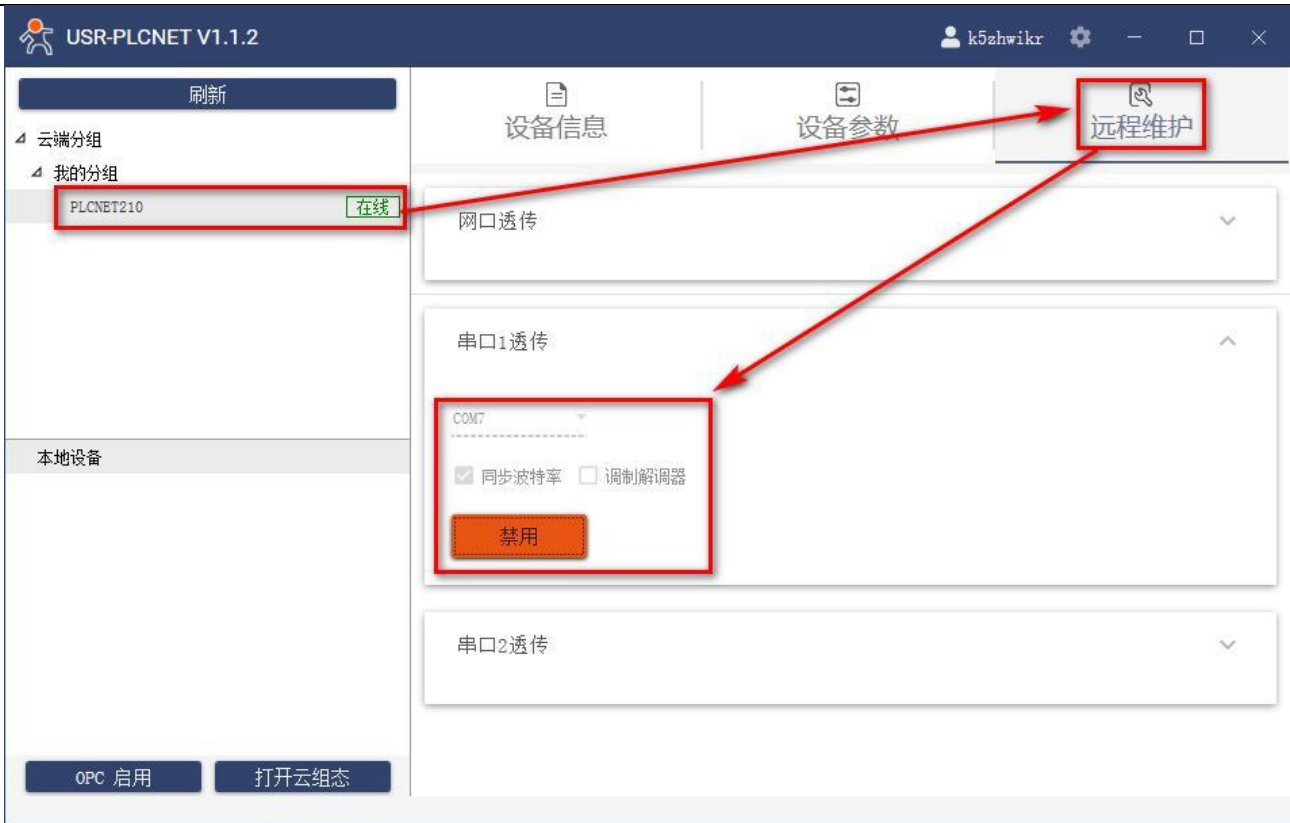 USR-PLCNET V1.1.2
k5zhwikr
刷新
云端分组
我的分组
PLCNET210 在线
本地设备
OPC 启用
打开云组态
设备信息
设备参数
远程维护
网口透传
串口1透传
COM7
同步波特率 调制解调器
禁用
串口2透传